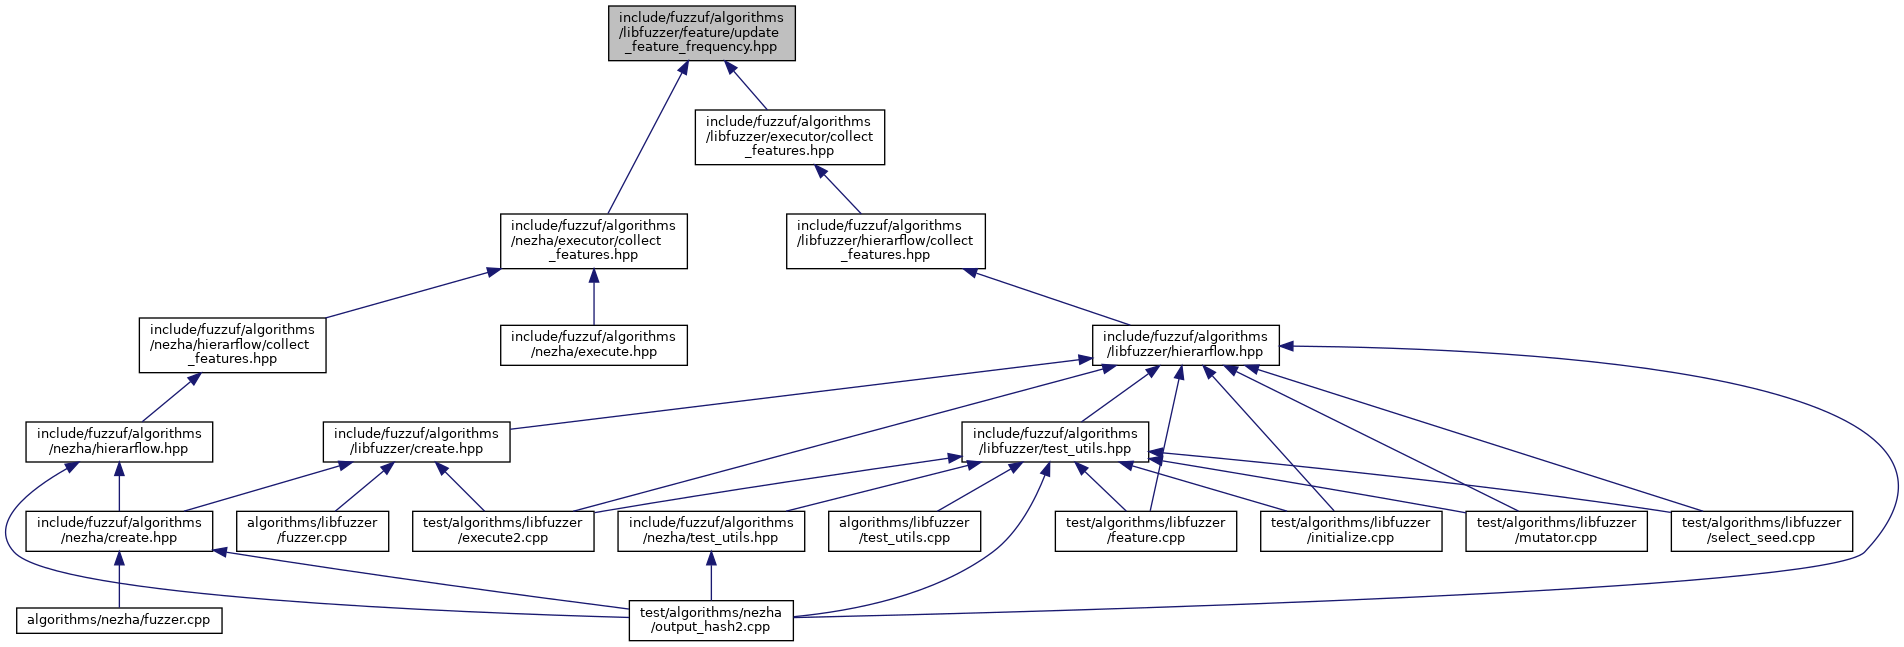 include/fuzzuf/algorithms
/libfuzzer/feature/update
_feature_frequency.hpp
include/fuzzuf/algorithms
/libfuzzer/executor/collect
_features.hpp
include/fuzzuf/algorithms
/nezha/executor/collect
_features.hpp
include/fuzzuf/algorithms
/libfuzzer/hierarflow/collect
_features.hpp
include/fuzzuf/algorithms
/nezha/hierarflow/collect
_features.hpp
include/fuzzuf/algorithms
/nezha/execute.hpp
include/fuzzuf/algorithms
/libfuzzer/hierarflow.hpp
include/fuzzuf/algorithms
/nezha/hierarflow.hpp
include/fuzzuf/algorithms
/libfuzzer/create.hpp
include/fuzzuf/algorithms
/libfuzzer/test_utils.hpp
include/fuzzuf/algorithms
/nezha/create.hpp
algorithms/libfuzzer
/fuzzer.cpp
test/algorithms/libfuzzer
/execute2.cpp
include/fuzzuf/algorithms
/nezha/test_utils.hpp
algorithms/libfuzzer
/test_utils.cpp
test/algorithms/libfuzzer
/feature.cpp
test/algorithms/libfuzzer
/initialize.cpp
test/algorithms/libfuzzer
/mutator.cpp
test/algorithms/libfuzzer
/select_seed.cpp
algorithms/nezha/fuzzer.cpp
test/algorithms/nezha
/output_hash2.cpp